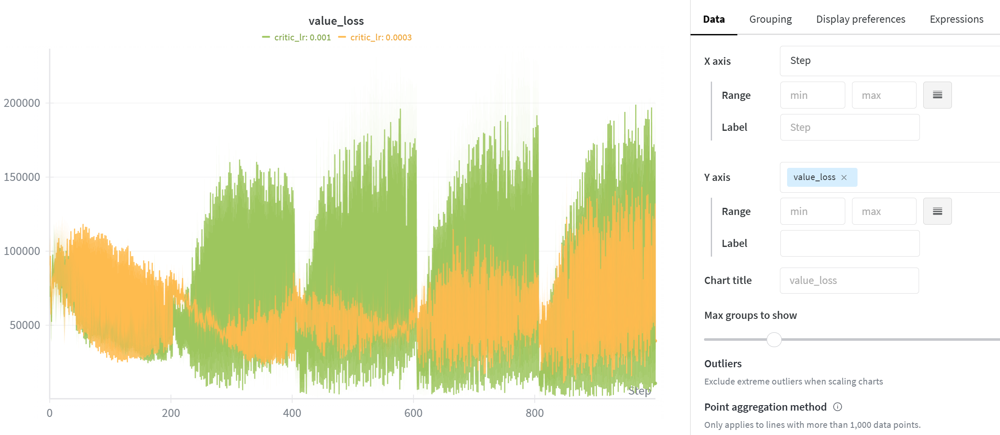 value_loss
critic_lr: 0.001 critic_lr: 0.0003
200000
150000
100000
50000
0 200 400 600 800
Step
Data Grouping Display preferences Expressions
X axis Step
Range min max
Label Step
Y axis value_loss ×
Range min max
Label
Chart title value_loss
Max groups to show
Outliers
Exclude extreme outliers when scaling charts
Point aggregation method
Only applies to lines with more than 1,000 data points.